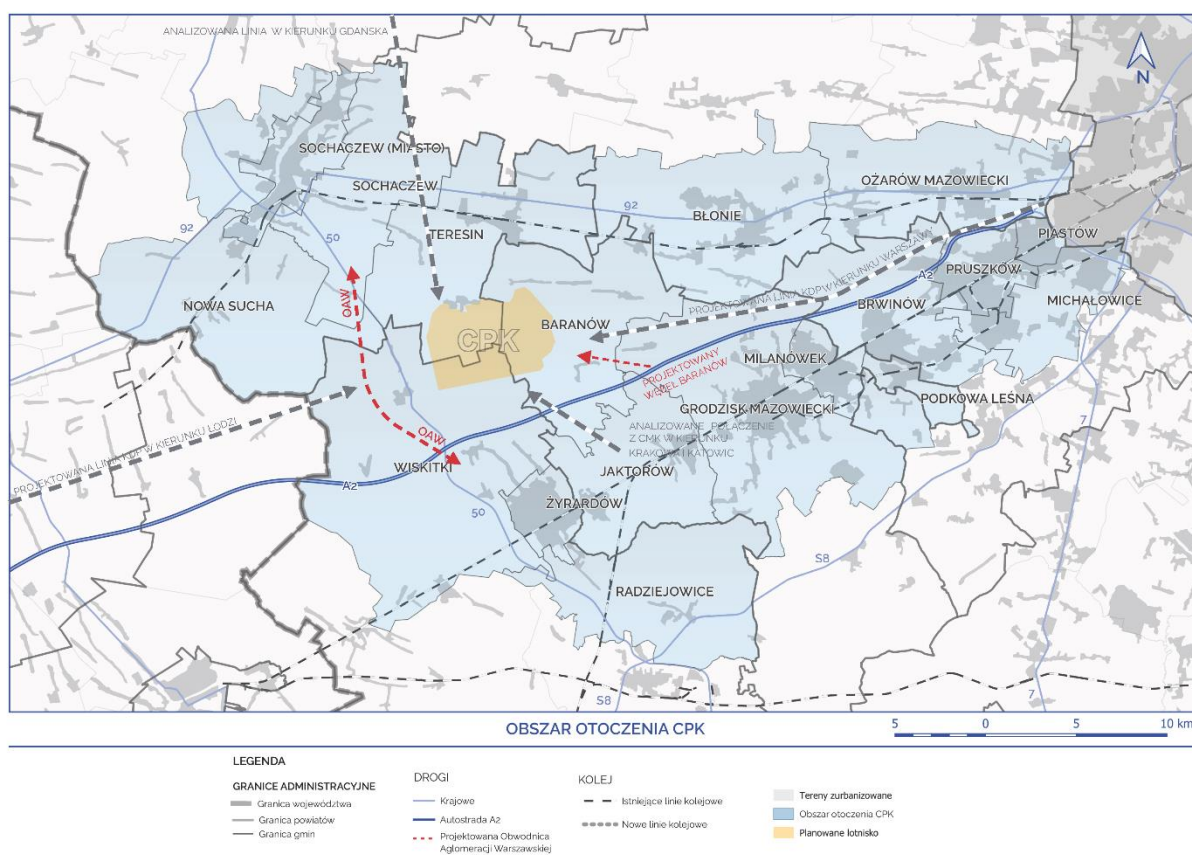 ANALIZOWANA LINIA W KIERUNKU GDAŃSKA
N
SOCHACZEW (MIASTO)
SOCHACZEW
OŻARÓW MAZOWIECKI
92
BŁONIE
92
50
TERESIN
PIASTÓW
PROJEKTOWANA LINIA KDP W KIERUNKU WARSZAWY
A2
PRUSZKÓW
MICHAŁOWICE
NOWA SUCHA
OAW
CPK
BARANÓW
BRWINÓW
MILANÓWEK
PROJEKTOWANY
WĘZEŁ BARANÓW
GRODZISK MAZOWIECKI
PODKOWA LEŚNA
7
ANALIZOWANE POŁĄCZENIE
Z CMK W KIERUNKU
KRAKOWA I KATOWIC
OAW
PROJEKTOWANA LINIA KDP W KIERUNKU ŁODZI
WISKITKI
JAKTORÓW
A2
ŻYRARDÓW
50
S8
RADZIEJOWICE
S8
7
OBSZAR OTOCZENIA CPK
5 0 5 10 km
LEGENDA
GRANICE ADMINISTRACYJNE
Granica województwa
Granica powiatów
Granica gmin
DROGI
Krajowe
Autostrada A2
Projektowana Obwodnica
Aglomeracji Warszawskiej
KOLEJ
Istniejące linie kolejowe
Nowe linie kolejowe
Tereny zurbanizowane
Obszar otoczenia CPK
Planowane lotnisko